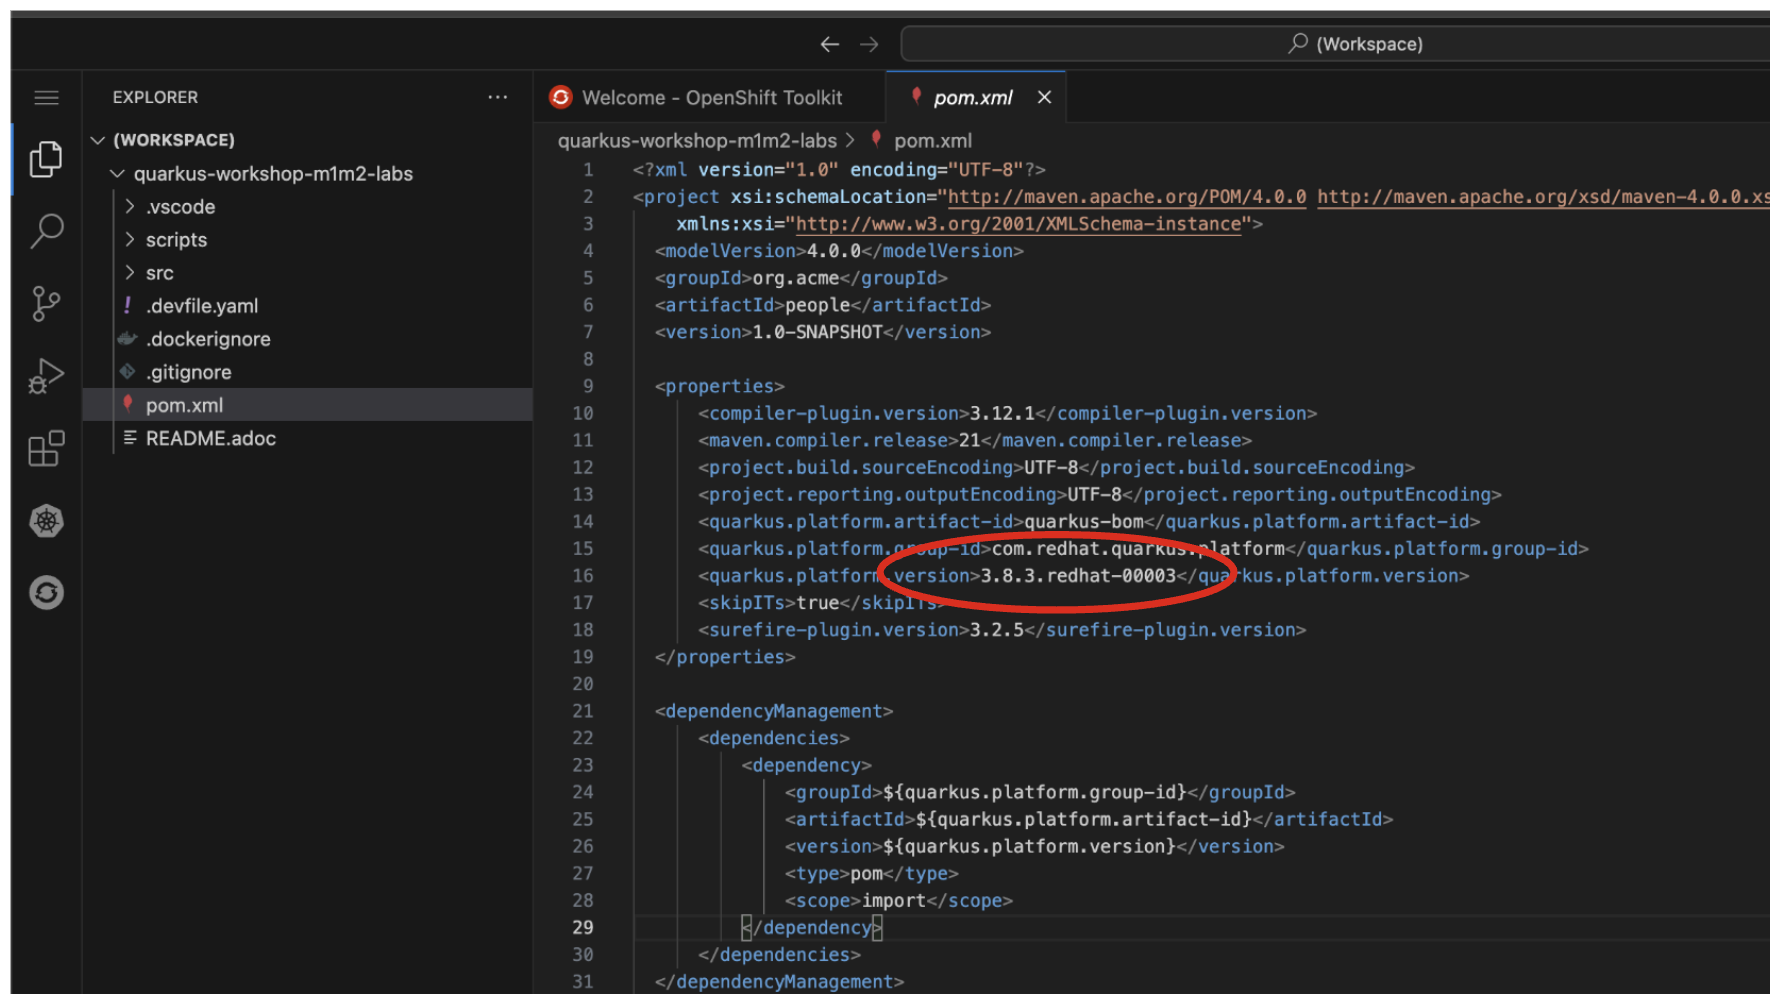 (Workspace)
EXPLORER
Welcome - OpenShift Toolkit
pom.xml
(WORKSPACE)
quarkus-workshop-m1m2-labs
.vscode
scripts
src
.devfile.yaml
.dockerignore
.gitignore
pom.xml
README.adoc
quarkus-workshop-m1m2-labs > pom.xml
1 <?xml version="1.0" encoding="UTF-8"?>
2 <project xsi:schemaLocation="http://maven.apache.org/POM/4.0.0 http://maven.apache.org/xsd/maven-4.0.0.xs
3 xmlns:xsi="http://www.w3.org/2001/XMLSchema-instance">
4 <modelVersion>4.0.0</modelVersion>
5 <groupId>org.acme</groupId>
6 <artifactId>people</artifactId>
7 <version>1.0-SNAPSHOT</version>
8
9 <properties>
10 <compiler-plugin.version>3.12.1</compiler-plugin.version>
11 <maven.compiler.release>21</maven.compiler.release>
12 <project.build.sourceEncoding>UTF-8</project.build.sourceEncoding>
13 <project.reporting.outputEncoding>UTF-8</project.reporting.outputEncoding>
14 <quarkus.platform.artifact-id>quarkus-bom</quarkus.platform.artifact-id>
15 <quarkus.platform.group-id>com.redhat.quarkus.platform</quarkus.platform.group-id>
16 <quarkus.platform.version>3.8.3.redhat-00003</quarkus.platform.version>
17 <skipITs>true</skipITs>
18 <surefire-plugin.version>3.2.5</surefire-plugin.version>
19 </properties>
20
21 <dependencyManagement>
22 <dependencies>
23 <dependency>
24 <groupId>${quarkus.platform.group-id}</groupId>
25 <artifactId>${quarkus.platform.artifact-id}</artifactId>
26 <version>${quarkus.platform.version}</version>
27 <type>pom</type>
28 <scope>import</scope>
29 </dependency>
30 </dependencies>
31 </dependencyManagement>